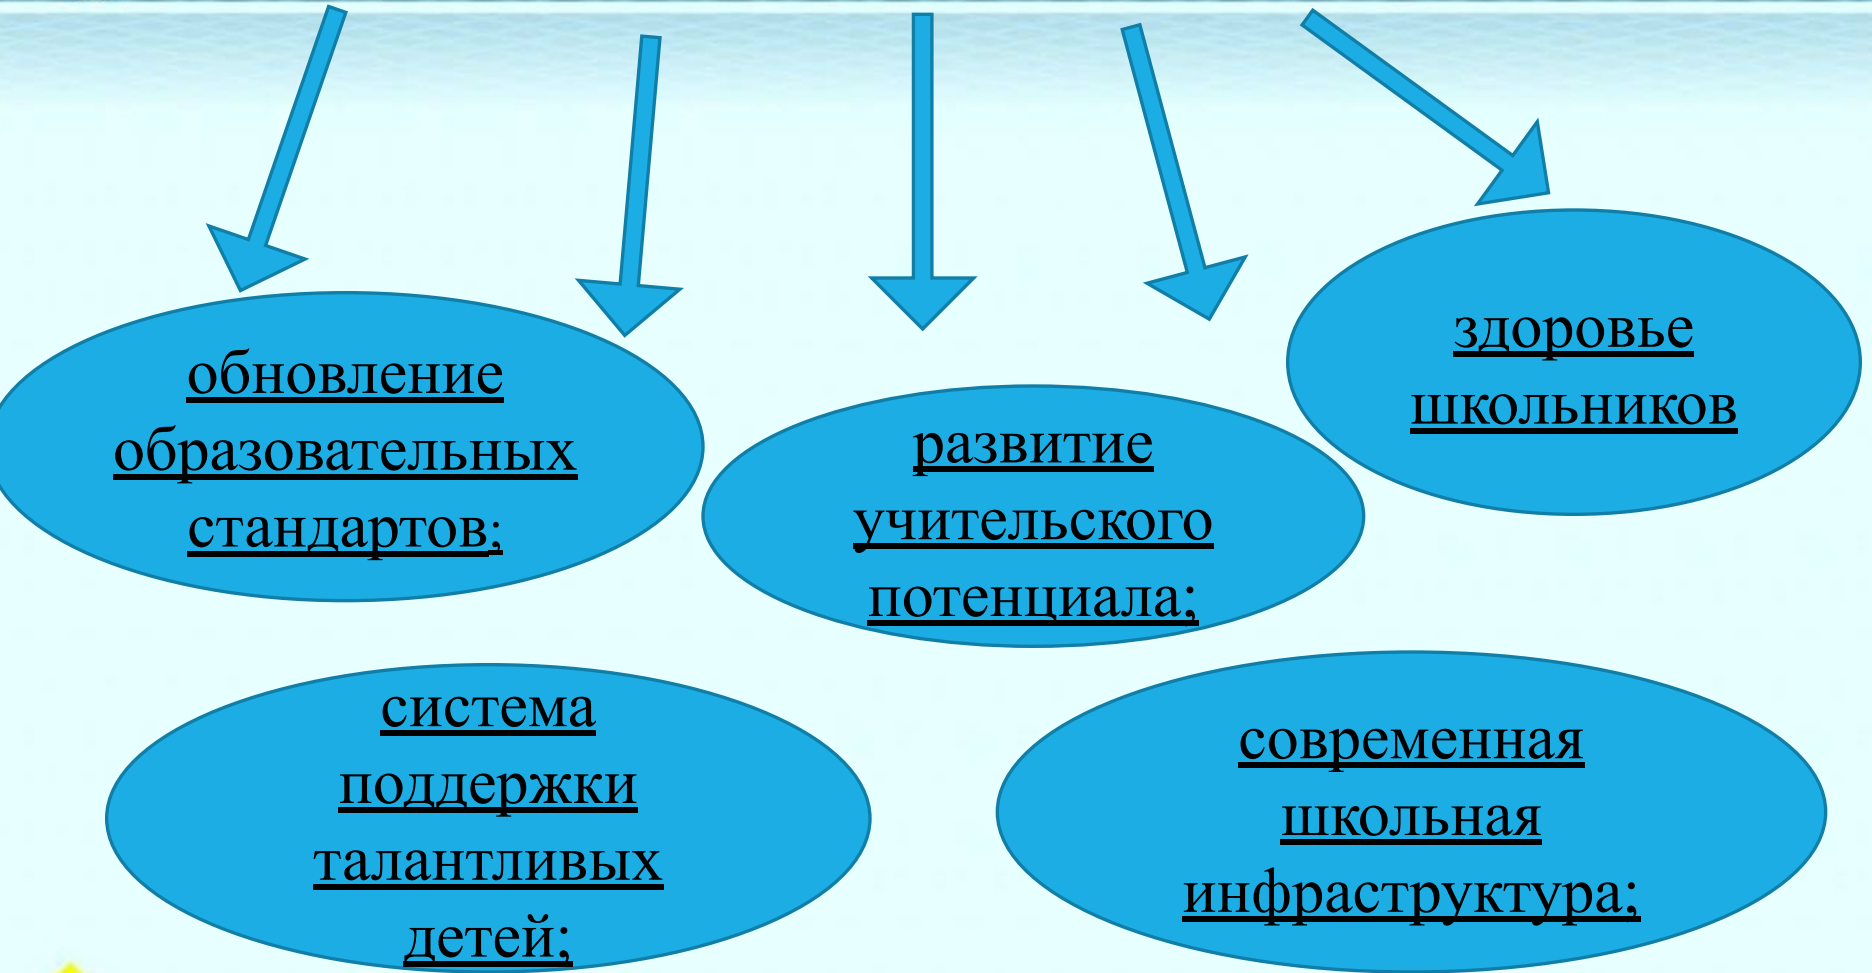 обновление
образовательных
стандартов;
развитие
учительского
потенциала;
здоровье
школьников
система
поддержки
талантливых
детей;
современная
школьная
инфраструктура;